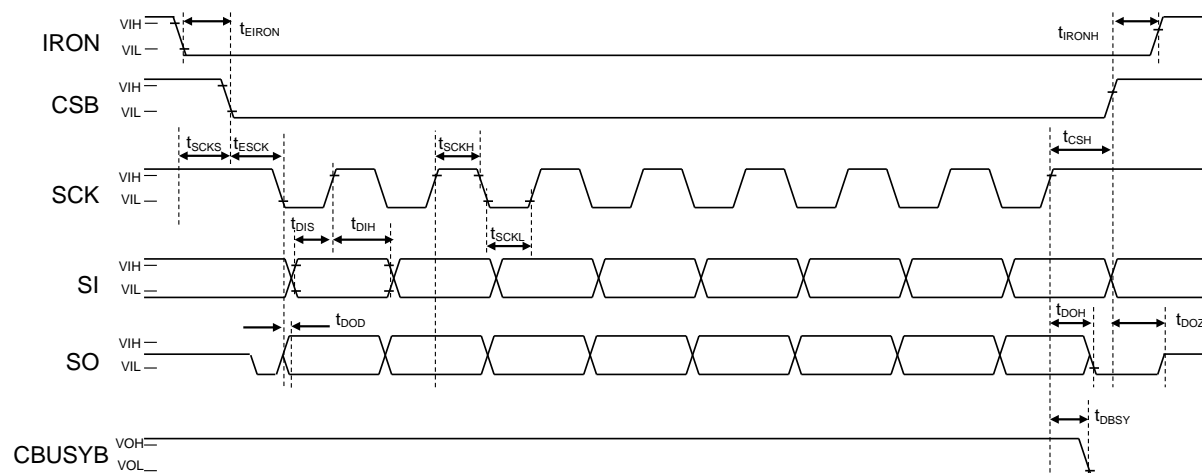 IRON
VIH
VIL
tEIRON
tIRONH
CSB
VIH
VIL
tSCKS
tESCK
tSCKH
tCSH
SCK
VIH
VIL
tDIS
tDIH
tSCKL
SI
VIH
VIL
tDOD
tDOH
tDOZ
SO
VIH
VIL
tDBSY
CBUSYB
VOH
VOL